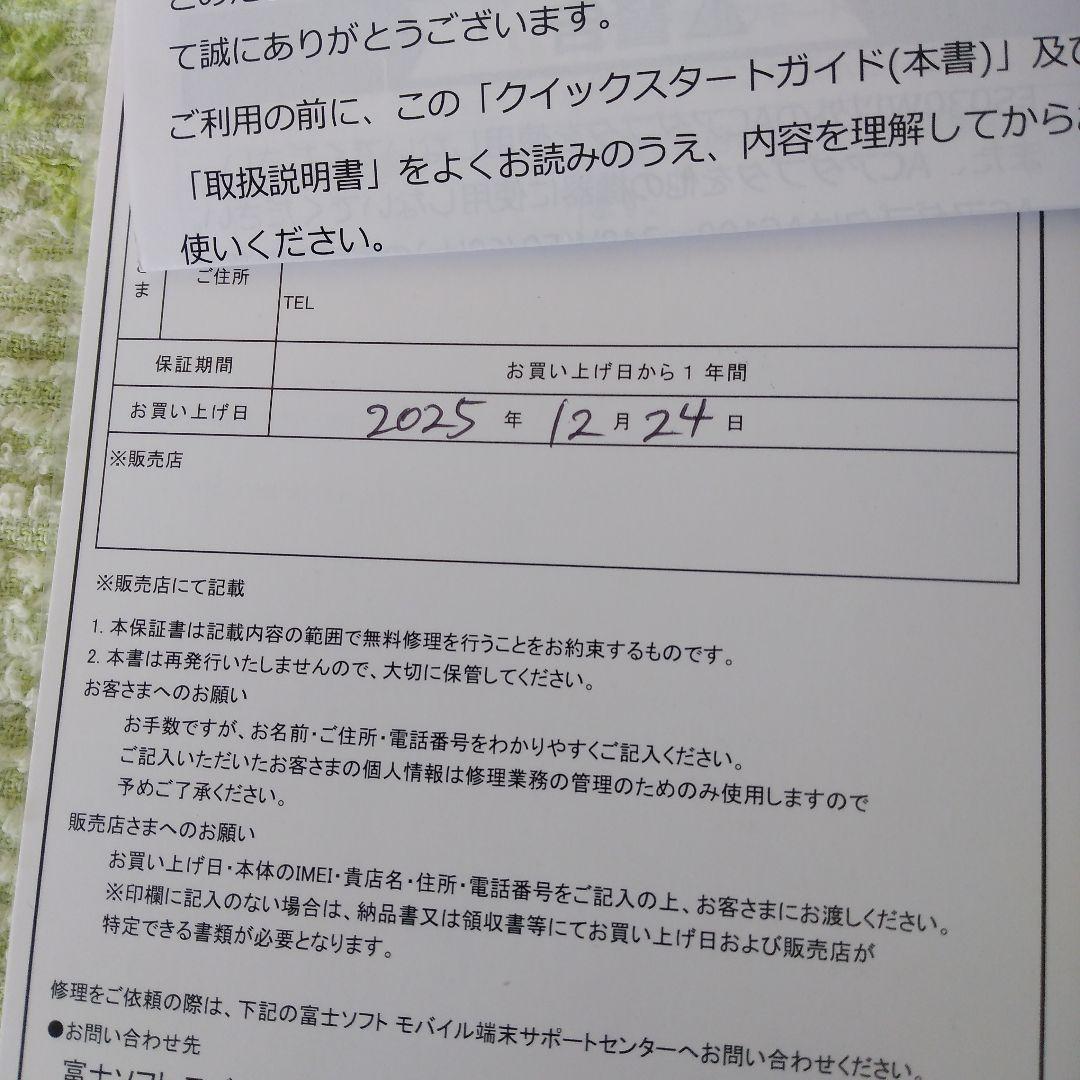 て誠にありがとうございます。
ご利用の前に、この「クイックスタートガイド(本書)」及び
「取扱説明書」をよくお読みのうえ、内容を理解してから
使いください。
ま
ご住所
TEL
保証期間
お買い上げ日から1年間
お買い上げ日
2025 年 12 月 24 日
※販売店
※販売店にて記載
1. 本保証書は記載内容の範囲で無料修理を行うことをお約束するものです。
2. 本書は再発行いたしませんので、大切に保管してください。
お客さまへのお願い
お手数ですが、お名前・ご住所・電話番号をわかりやすくご記入ください。
ご記入いただいたお客さまの個人情報は修理業務の管理のためのみ使用しますので
予めご了承ください。
販売店さまへのお願い
お買い上げ日・本体のIMEI・貴店名・住所・電話番号をご記入の上、お客さまにお渡しください。
※印欄に記入のない場合は、納品書又は領収書等にてお買い上げ日および販売店が
特定できる書類が必要となります。
修理をご依頼の際は、下記の富士ソフト モバイル端末サポートセンターへお問い合わせください。
●お問い合わせ先
富士ソフト